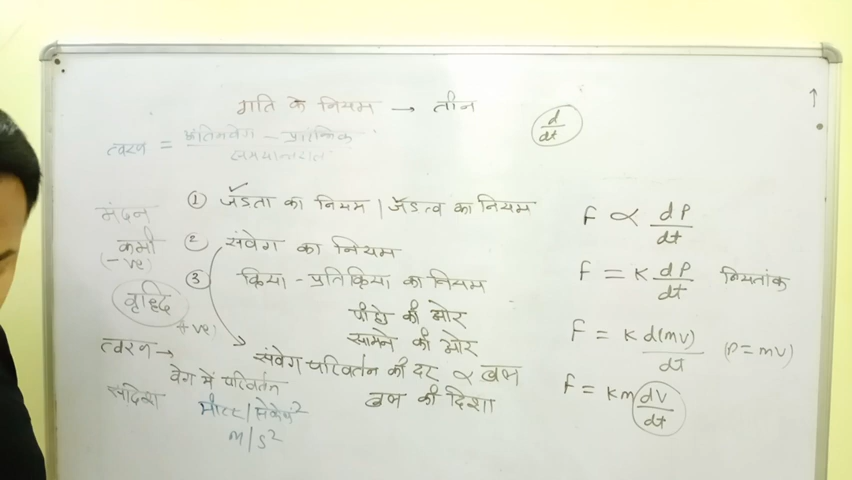 गति के नियम → तीन
d/dt
त्वरण = अंतिमवेग - प्रारंभिक / समयान्तराल
① जड़ता का नियम / जड़त्व का नियम
② संवेग का नियम
③ क्रिया - प्रतिक्रिया का नियम
पीछे की ओर
सामने की ओर
संवेग परिवर्तन की दर ∝ बल
बल की दिशा
मंदन
कमी
(-ve)
वृद्धि
(+ve)
त्वरण →
वेग में परिवर्तन
सदिश
मीटर/सेकेण्ड²
m/s²
F ∝ dP/dt
F = K dP/dt नियतांक
F = K d(mv)/dt (P = mv)
F = Km dv/dt